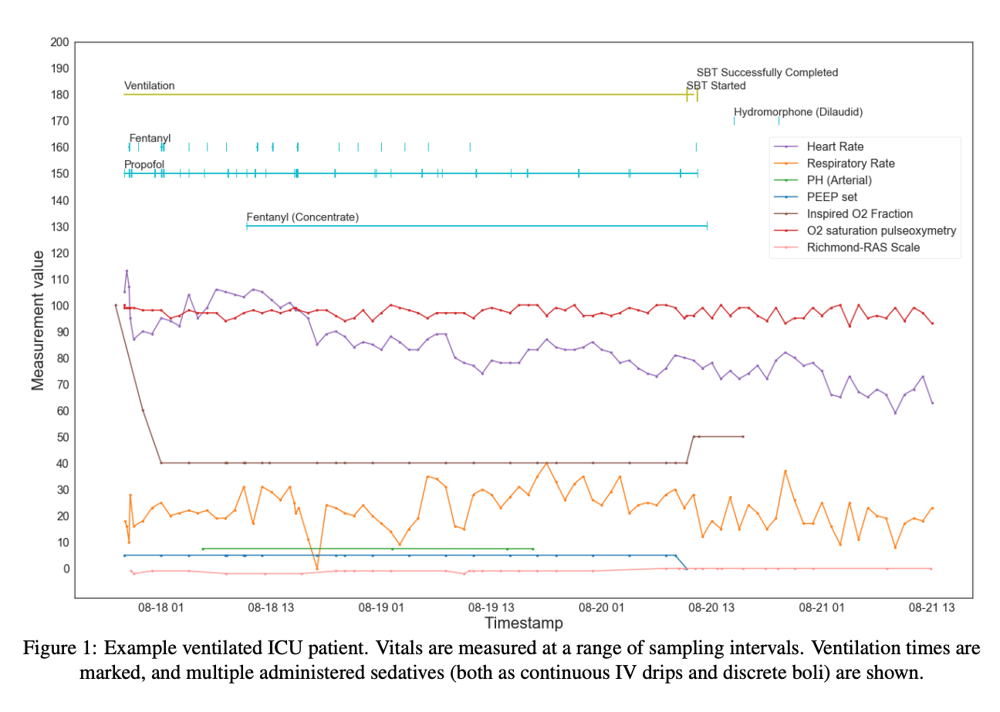 200
190
SBT Successfully Completed
Ventilation
SBT Started
180
Hydromorphone (Dilaudid)
170
Fentanyl
160
Propofol
150
140
Fentanyl (Concentrate)
130
120
110
100
90
80
70
60
50
40
30
20
10
0
Measurement value
Heart Rate
Respiratory Rate
PH (Arterial)
PEEP set
Inspired O2 Fraction
O2 saturation pulseoxymetry
Richmond-RAS Scale
08-18 01 08-18 13 08-19 01 08-19 13 08-20 01 08-20 13 08-21 01 08-21 13
Timestamp
Figure 1: Example ventilated ICU patient. Vitals are measured at a range of sampling intervals. Ventilation times are
marked, and multiple administered sedatives (both as continuous IV drips and discrete boli) are shown.